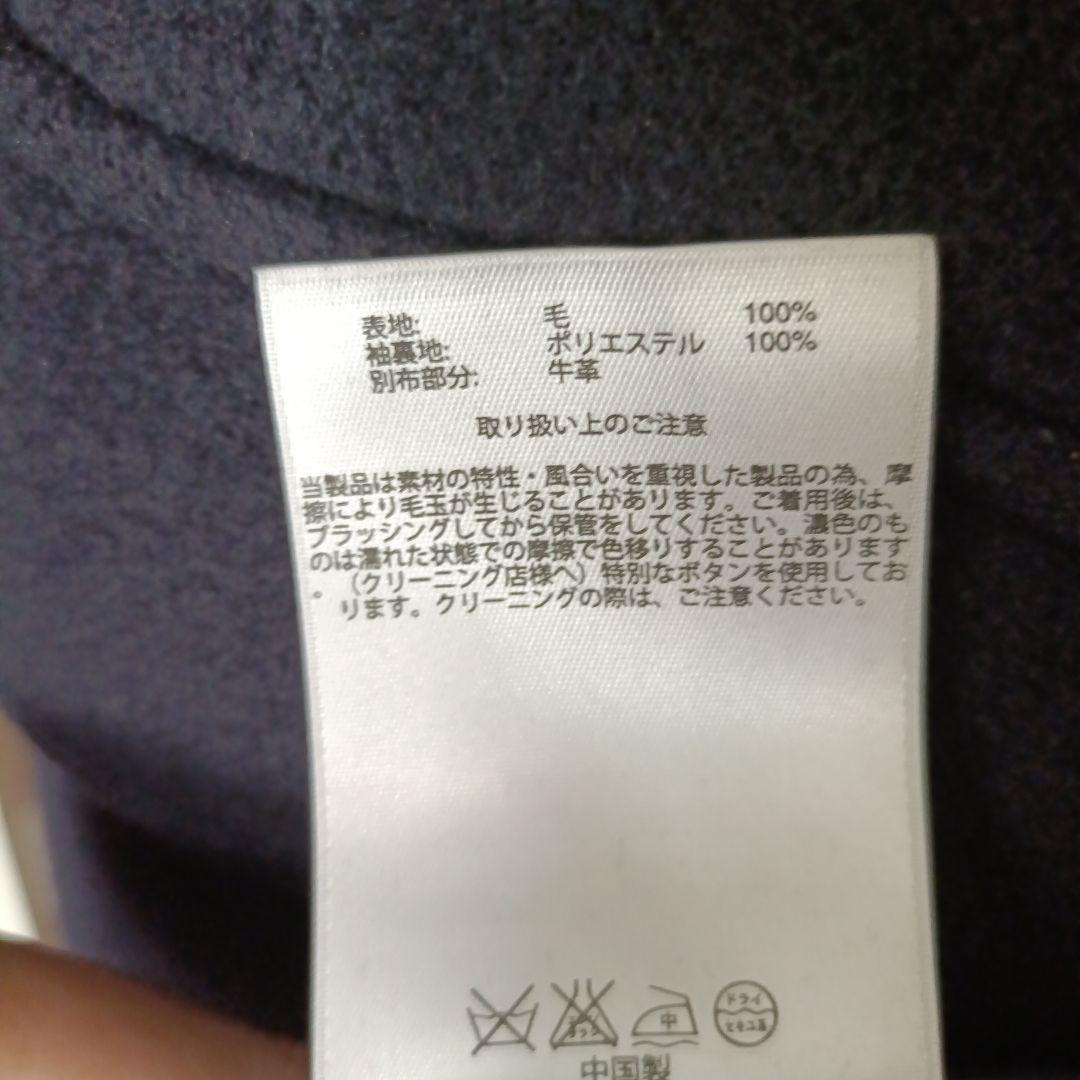 表地: 毛 100%
袖裏地: ポリエステル 100%
別布部分: 牛革
取り扱い上のご注意
当製品は素材の特性・風合いを重視した製品の為、摩
擦により毛玉が生じることがあります。ご着用後は、
ブラッシングしてから保管をしてください。濃色のも
のは濡れた状態での摩擦で色移りすることがあります
。（クリーニング店様へ）特別なボタンを使用してお
ります。クリーニングの際は、ご注意ください。
中 ドライ
中国製